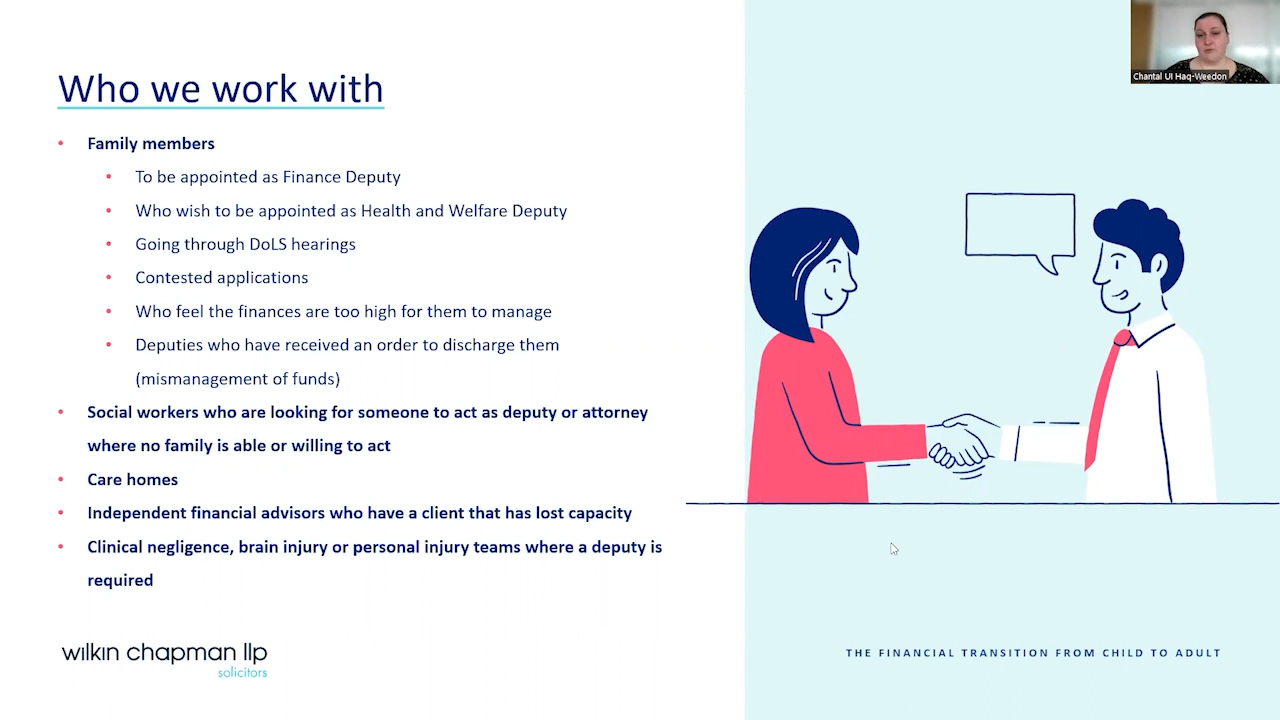 Who we work with
• Family members
• To be appointed as Finance Deputy
• Who wish to be appointed as Health and Welfare Deputy
• Going through DoLS hearings
• Contested applications
• Who feel the finances are too high for them to manage
• Deputies who have received an order to discharge them
(mismanagement of funds)
• Social workers who are looking for someone to act as deputy or attorney
where no family is able or willing to act
• Care homes
• Independent financial advisors who have a client that has lost capacity
• Clinical negligence, brain injury or personal injury teams where a deputy is
required
wilkin chapman llp
solicitors
Chantal Ul Haq-Weedon
THE FINANCIAL TRANSITION FROM CHILD TO ADULT